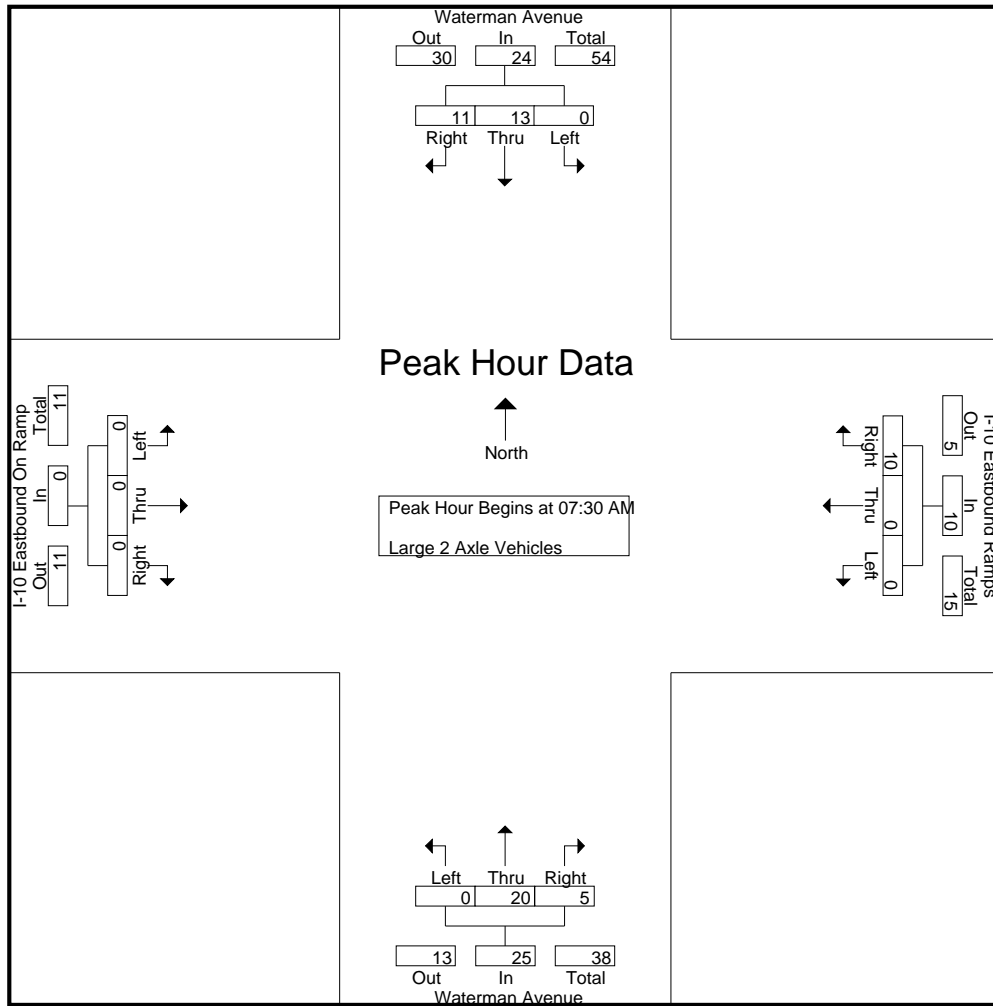 Waterman Avenue
Out In Total
30 24 54
11 13 0
Right Thru Left
Peak Hour Data
North
Peak Hour Begins at 07:30 AM
Large 2 Axle Vehicles
I-10 Eastbound On Ramp
Out In Total
11 0 11
0 0 0
Right Thru Left
I-10 Eastbound Ramps
Out In Total
5 10 15
10 0 0
Right Thru Left
Left Thru Right
0 20 5
13 25 38
Out In Total
Waterman Avenue